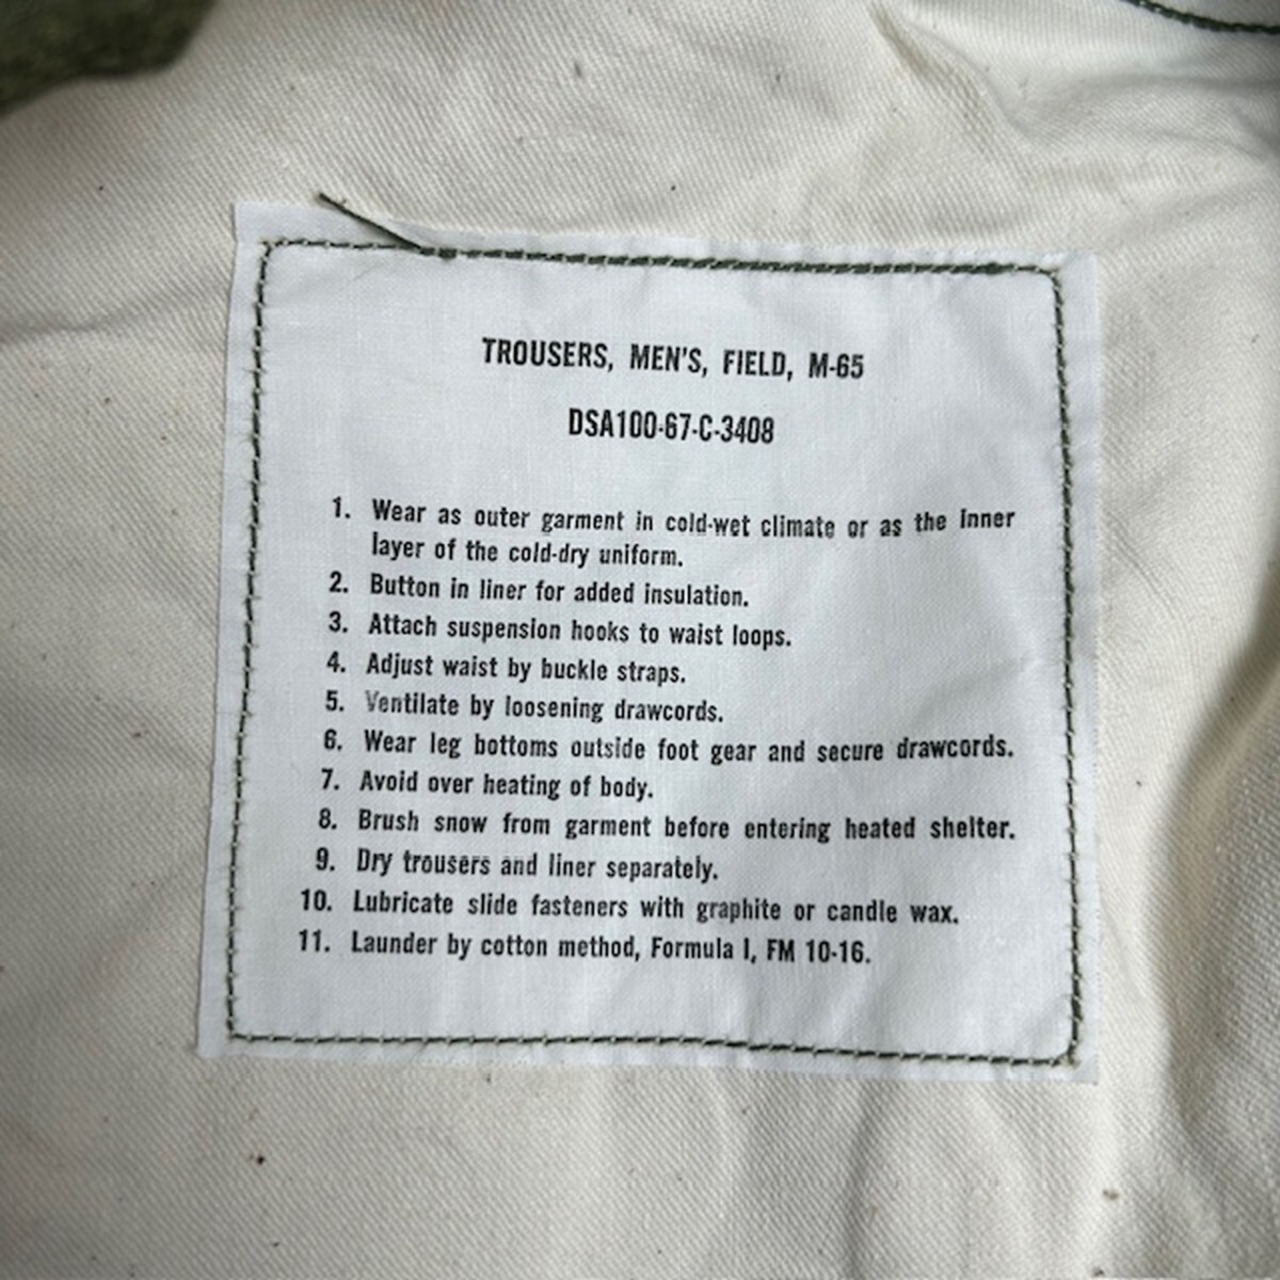 TROUSERS, MEN'S, FIELD, M-65
DSA100-67-C-3408
1. Wear as outer garment in cold-wet climate or as the inner
layer of the cold-dry uniform.
2. Button in liner for added insulation.
3. Attach suspension hooks to waist loops.
4. Adjust waist by buckle straps.
5. Ventilate by loosening drawcords.
6. Wear leg bottoms outside foot gear and secure drawcords.
7. Avoid over heating of body.
8. Brush snow from garment before entering heated shelter.
9. Dry trousers and liner separately.
10. Lubricate slide fasteners with graphite or candle wax.
11. Launder by cotton method, Formula I, FM 10-16.